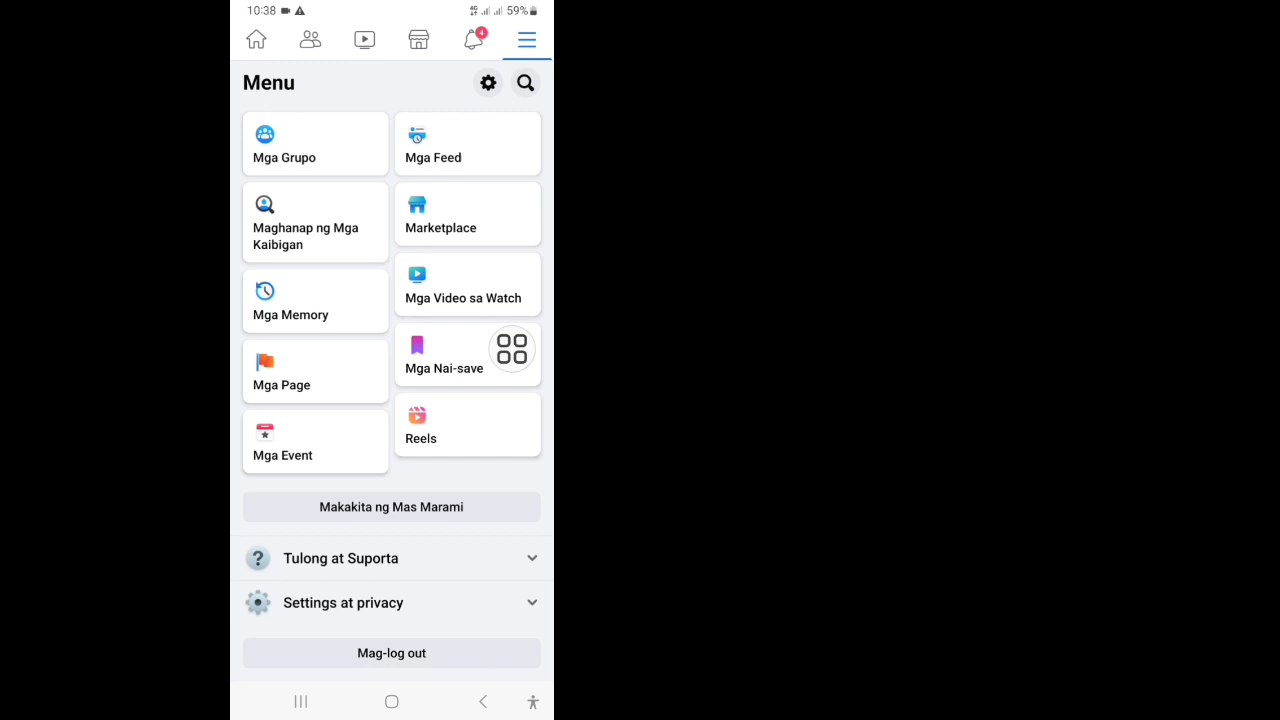 10:38
4G
59%
4
Menu
Mga Grupo
Mga Feed
Maghanap ng Mga
Kaibigan
Marketplace
Mga Video sa Watch
Mga Memory
Mga Nai-save
Mga Page
Reels
Mga Event
Makakita ng Mas Marami
?
Tulong at Suporta
Settings at privacy
Mag-log out